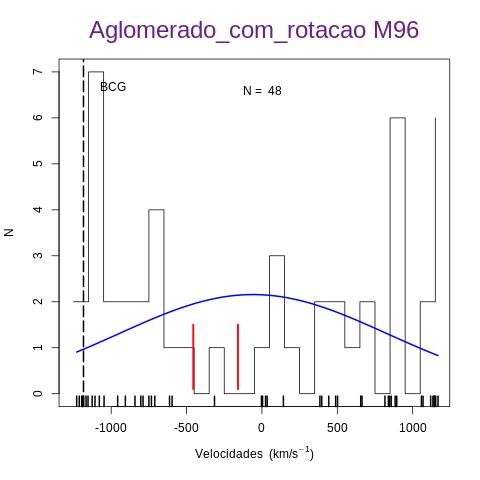 Aglomerado_com_rotacao M96
BCG
N = 48
7
6
5
4
3
2
1
0
N
-1000 -500 0 500 1000
Velocidades (km/s⁻¹)